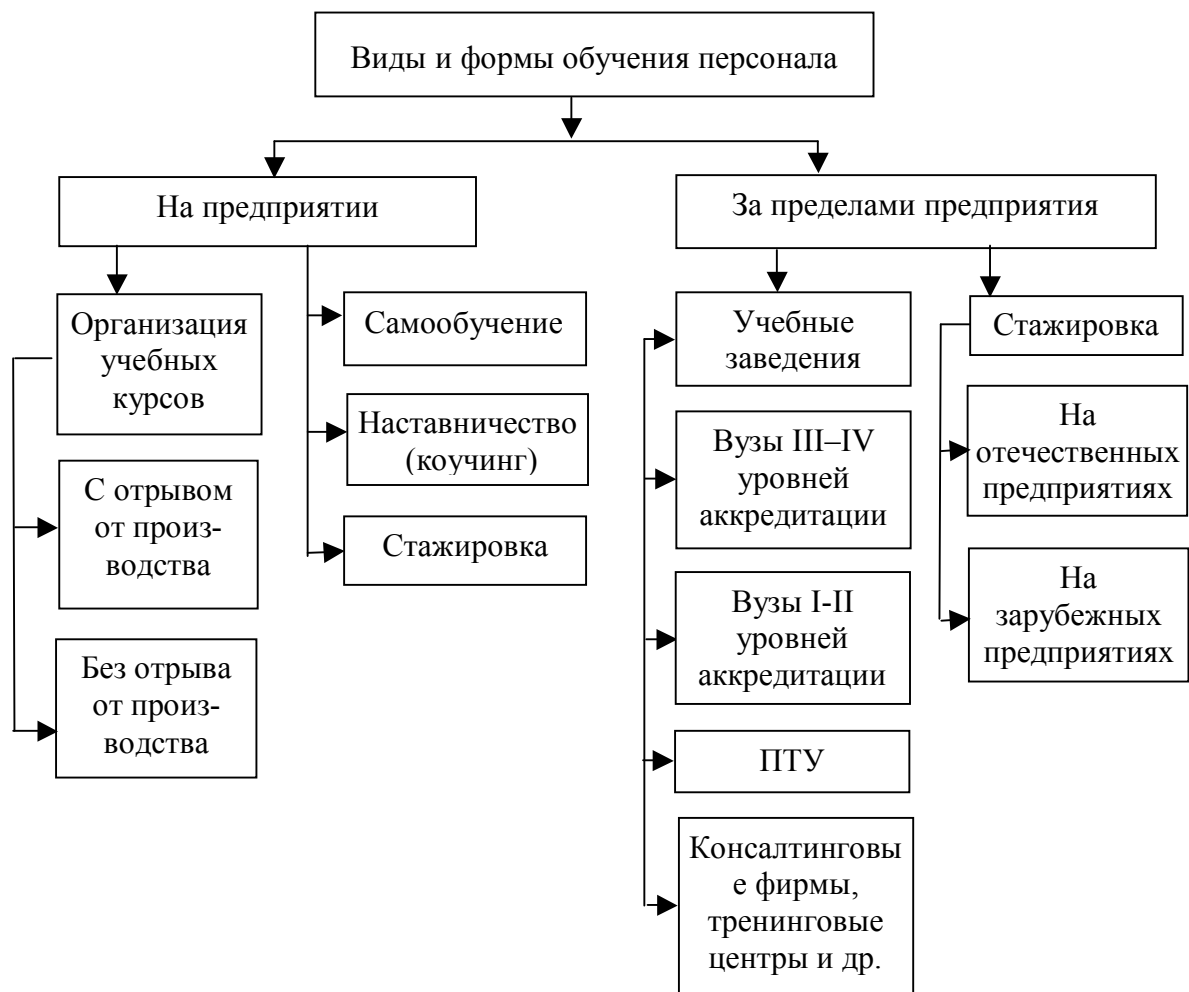 Виды и формы обучения персонала
На предприятии
За пределами предприятия
Организация
учебных
курсов
С отрывом
от произ-
водства
Без отрыва
от произ-
водства
Самообучение
Наставничество
(коучинг)
Стажировка
Учебные
заведения
Вузы III–IV
уровней
аккредитации
Вузы I-II
уровней
аккредитации
ПТУ
Консалтинговы
е фирмы,
тренинговые
центры и др.
Стажировка
На
отечественных
предприятиях
На
зарубежных
предприятиях